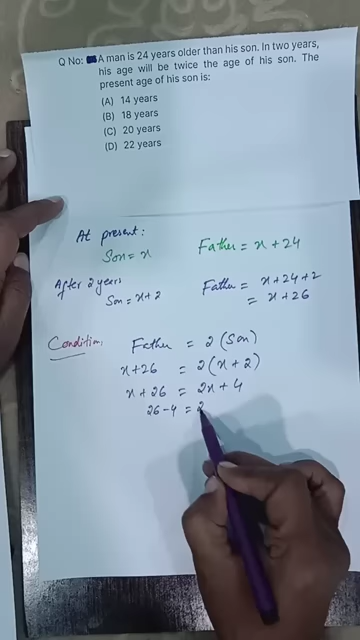 Q No: A man is 24 years older than his son. In two years,
his age will be twice the age of his son. The
present age of his son is:
(A) 14 years
(B) 18 years
(C) 20 years
(D) 22 years
At present:
Son = x
Father = x + 24
After 2 years
Son = x + 2
Father = x + 24 + 2
= x + 26
Condition,
Father = 2 (Son)
x + 26 = 2 (x + 2)
x + 26 = 2x + 4
26 - 4 = 2